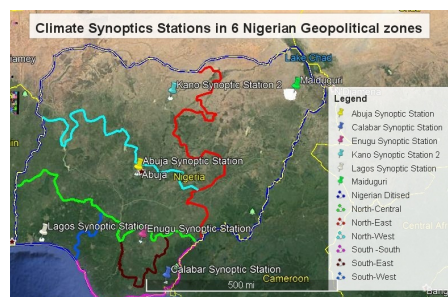 Climate Synoptics Stations in 6 Nigerian Geopolitical zones
Lake Chad
Kano Synoptic Station 2
Maiduguri
Abuja Synoptic Station
Abuja
Nigeria
Lagos Synoptic Station
Enugu Synoptic Station
Calabar Synoptic Station
Cameroon
500 mi
Legend
Abuja Synoptic Station
Calabar Synoptic Station
Enugu Synoptic Station
Kano Synoptic Station 2
Lagos Synoptic Station
Maiduguri
Nigerian Ditised
North-Central
North-East
North-West
South -South
South-East
South-West